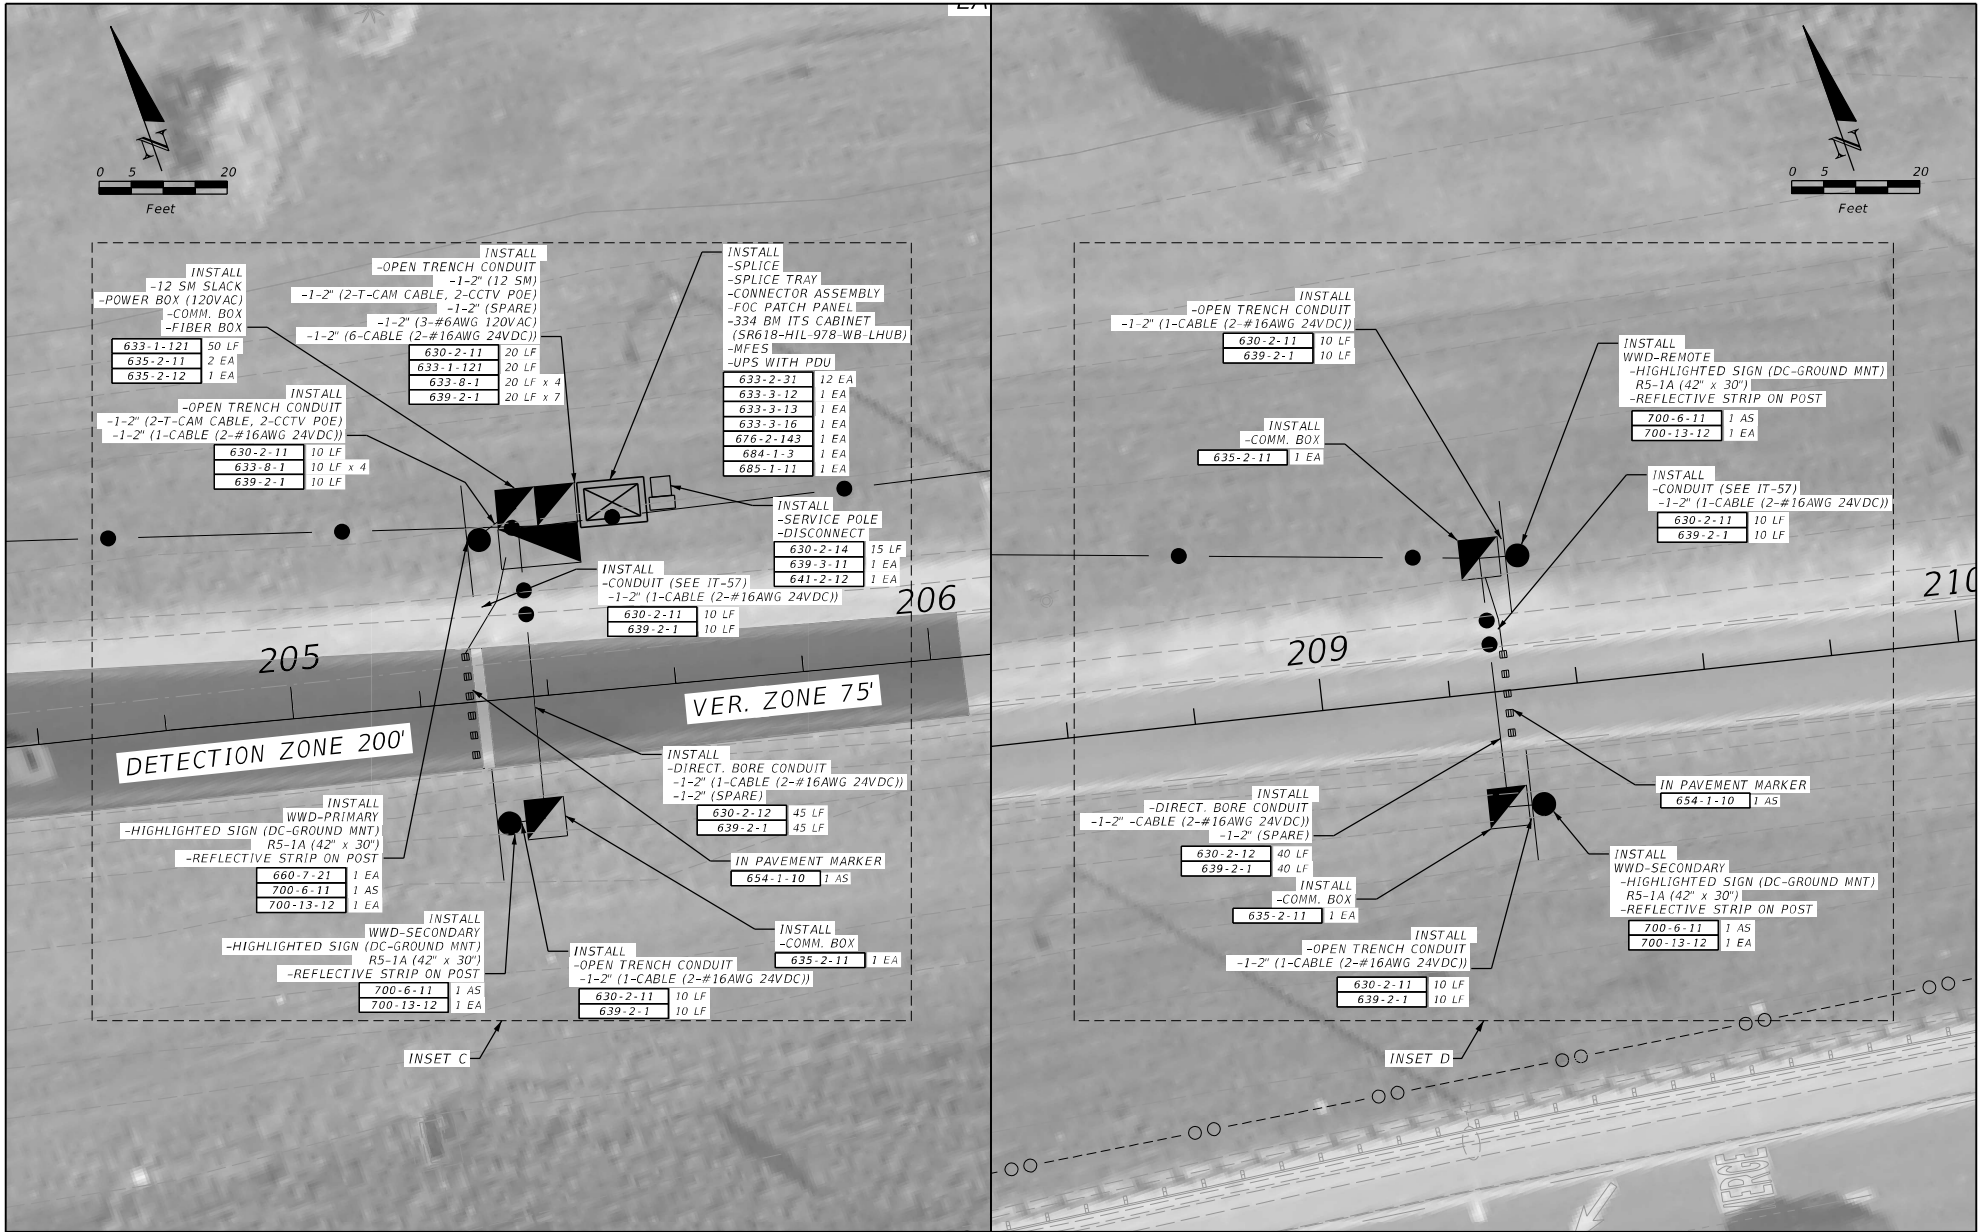 0 5 20
Feet
INSTALL
-12 SM SLACK
-POWER BOX (120VAC)
-COMM. BOX
-FIBER BOX
633-1-121 50 LF
635-2-11 2 EA
635-2-12 1 EA
INSTALL
-OPEN TRENCH CONDUIT
-1-2" (12 SM)
-1-2" (2-T-CAM CABLE, 2-CCTV POE)
-1-2" (SPARE)
-1-2" (3-#6AWG 120VAC)
-1-2" (6-CABLE (2-#16AWG 24VDC))
630-2-11 20 LF
633-1-121 20 LF
633-8-1 20 LF x 4
639-2-1 20 LF x 7
INSTALL
-SPLICE
-SPLICE TRAY
-CONNECTOR ASSEMBLY
-FOC PATCH PANEL
-334 BM ITS CABINET
(SR618-HIL-978-WB-LHUB)
-MFES
-UPS WITH PDU
633-2-31 12 EA
633-3-12 1 EA
633-3-13 1 EA
633-3-16 1 EA
676-2-143 1 EA
684-1-3 1 EA
685-1-11 1 EA
INSTALL
-OPEN TRENCH CONDUIT
-1-2" (2-T-CAM CABLE, 2-CCTV POE)
-1-2" (1-CABLE (2-#16AWG 24VDC))
630-2-11 10 LF
633-8-1 10 LF x 4
639-2-1 10 LF
INSTALL
-SERVICE POLE
-DISCONNECT
630-2-14 15 LF
639-3-11 1 EA
641-2-12 1 EA
INSTALL
-CONDUIT (SEE IT-57)
-1-2" (1-CABLE (2-#16AWG 24VDC))
630-2-11 10 LF
639-2-1 10 LF
206
205
VER. ZONE 75'
DETECTION ZONE 200'
INSTALL
-DIRECT. BORE CONDUIT
-1-2" (1-CABLE (2-#16AWG 24VDC))
-1-2" (SPARE)
630-2-12 45 LF
639-2-1 45 LF
INSTALL
WWD-PRIMARY
-HIGHLIGHTED SIGN (DC-GROUND MNT)
R5-1A (42" x 30")
-REFLECTIVE STRIP ON POST
660-7-21 1 EA
700-6-11 1 AS
700-13-12 1 EA
IN PAVEMENT MARKER
654-1-10 1 AS
INSTALL
WWD-SECONDARY
-HIGHLIGHTED SIGN (DC-GROUND MNT)
R5-1A (42" x 30")
-REFLECTIVE STRIP ON POST
700-6-11 1 AS
700-13-12 1 EA
INSTALL
-OPEN TRENCH CONDUIT
-1-2" (1-CABLE (2-#16AWG 24VDC))
630-2-11 10 LF
639-2-1 10 LF
INSTALL
-COMM. BOX
635-2-11 1 EA
INSET C
0 5 20
Feet
INSTALL
-OPEN TRENCH CONDUIT
-1-2" (1-CABLE (2-#16AWG 24VDC))
630-2-11 10 LF
639-2-1 10 LF
INSTALL
WWD-REMOTE
-HIGHLIGHTED SIGN (DC-GROUND MNT)
R5-1A (42" x 30")
-REFLECTIVE STRIP ON POST
700-6-11 1 AS
700-13-12 1 EA
INSTALL
-COMM. BOX
635-2-11 1 EA
INSTALL
-CONDUIT (SEE IT-57)
-1-2" (1-CABLE (2-#16AWG 24VDC))
630-2-11 10 LF
639-2-1 10 LF
210
209
IN PAVEMENT MARKER
654-1-10 1 AS
INSTALL
-DIRECT. BORE CONDUIT
-1-2" -CABLE (2-#16AWG 24VDC))
-1-2" (SPARE)
630-2-12 40 LF
639-2-1 40 LF
INSTALL
-COMM. BOX
635-2-11 1 EA
INSTALL
WWD-SECONDARY
-HIGHLIGHTED SIGN (DC-GROUND MNT)
R5-1A (42" x 30")
-REFLECTIVE STRIP ON POST
700-6-11 1 AS
700-13-12 1 EA
INSTALL
-OPEN TRENCH CONDUIT
-1-2" (1-CABLE (2-#16AWG 24VDC))
630-2-11 10 LF
639-2-1 10 LF
INSET D